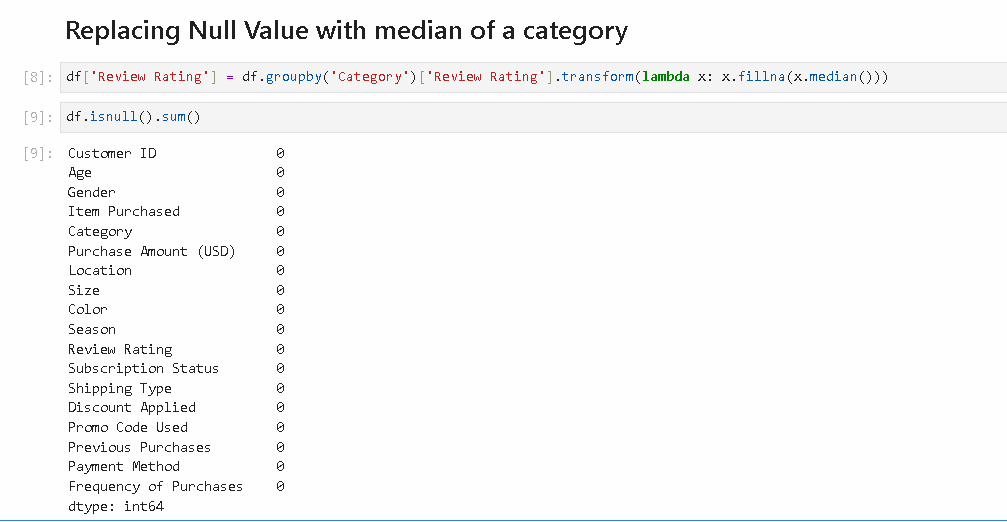 Replacing Null Value with median of a category
[8]: df['Review Rating'] = df.groupby('Category')['Review Rating'].transform(lambda x: x.fillna(x.median()))
[9]: df.isnull().sum()
[9]: Customer ID 0
Age 0
Gender 0
Item Purchased 0
Category 0
Purchase Amount (USD) 0
Location 0
Size 0
Color 0
Season 0
Review Rating 0
Subscription Status 0
Shipping Type 0
Discount Applied 0
Promo Code Used 0
Previous Purchases 0
Payment Method 0
Frequency of Purchases 0
dtype: int64